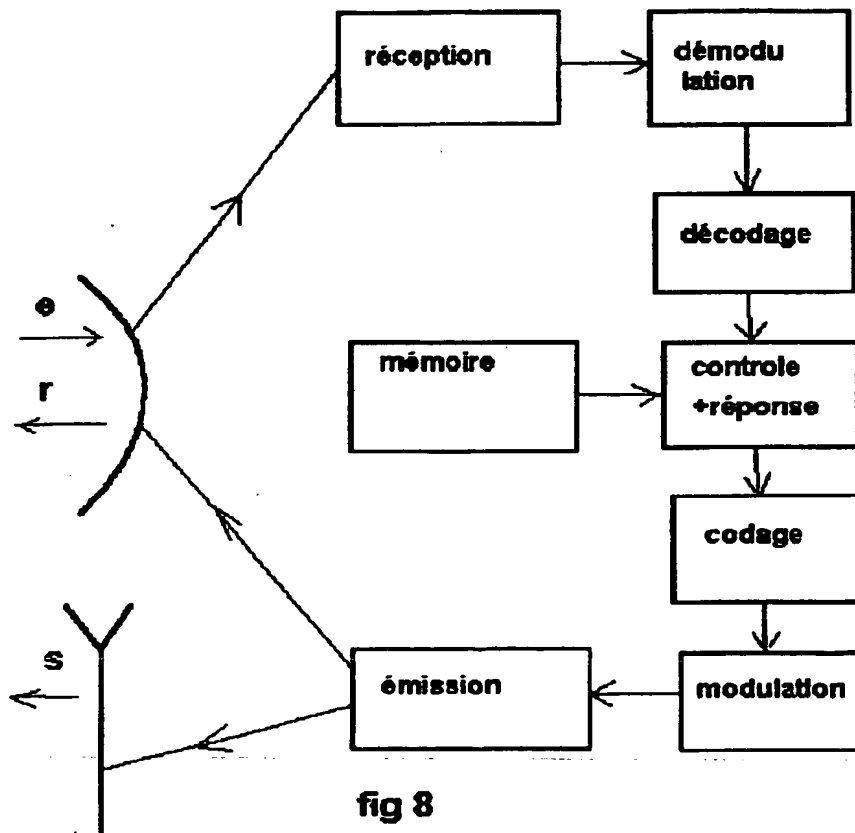 réception
démodu
lation
décodage
e
r
mémoire
controle
+réponse
codage
s
émission
modulation
fig 8